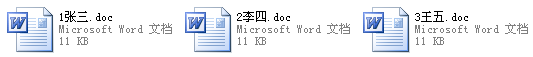 1张三.doc
Microsoft Word 文档
11 KB
2李四.doc
Microsoft Word 文档
11 KB
3王五.doc
Microsoft Word 文档
11 KB